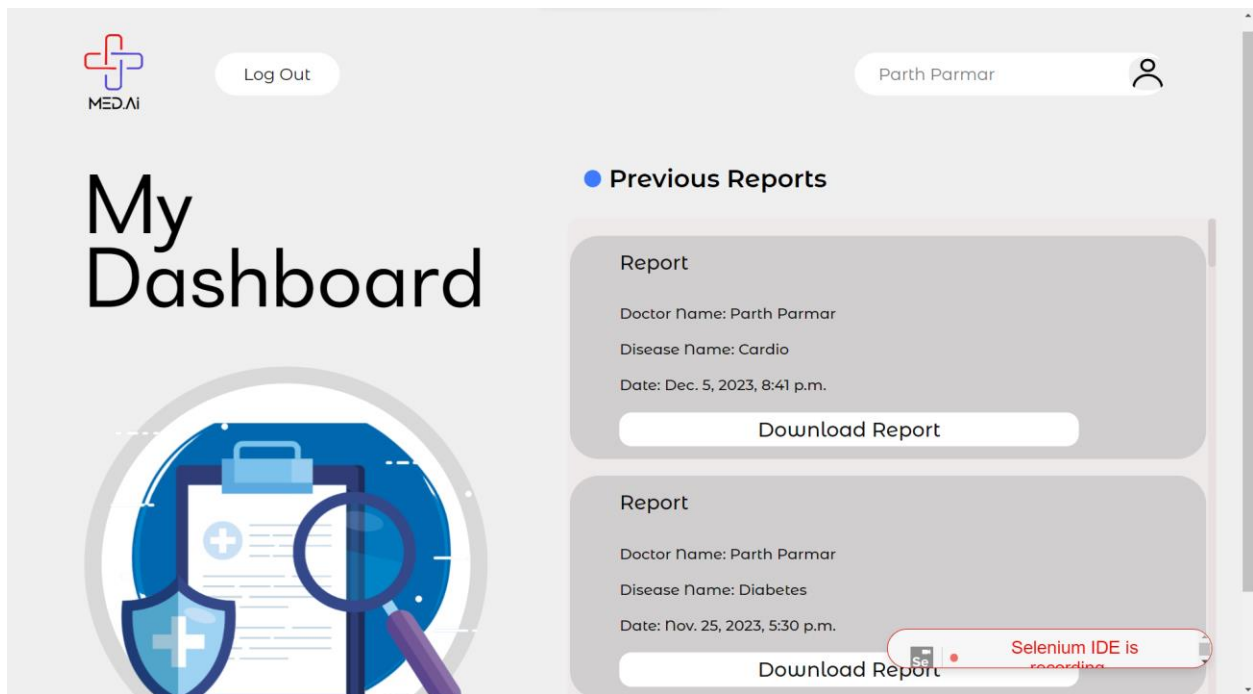 MED.Ai
Log Out
Parth Parmar
My
Dashboard
Previous Reports
Report
Doctor Name: Parth Parmar
Disease Name: Cardio
Date: Dec. 5, 2023, 8:41 p.m.
Download Report
Report
Doctor Name: Parth Parmar
Disease Name: Diabetes
Date: Nov. 25, 2023, 5:30 p.m.
Download Report
Se
Selenium IDE is
recording